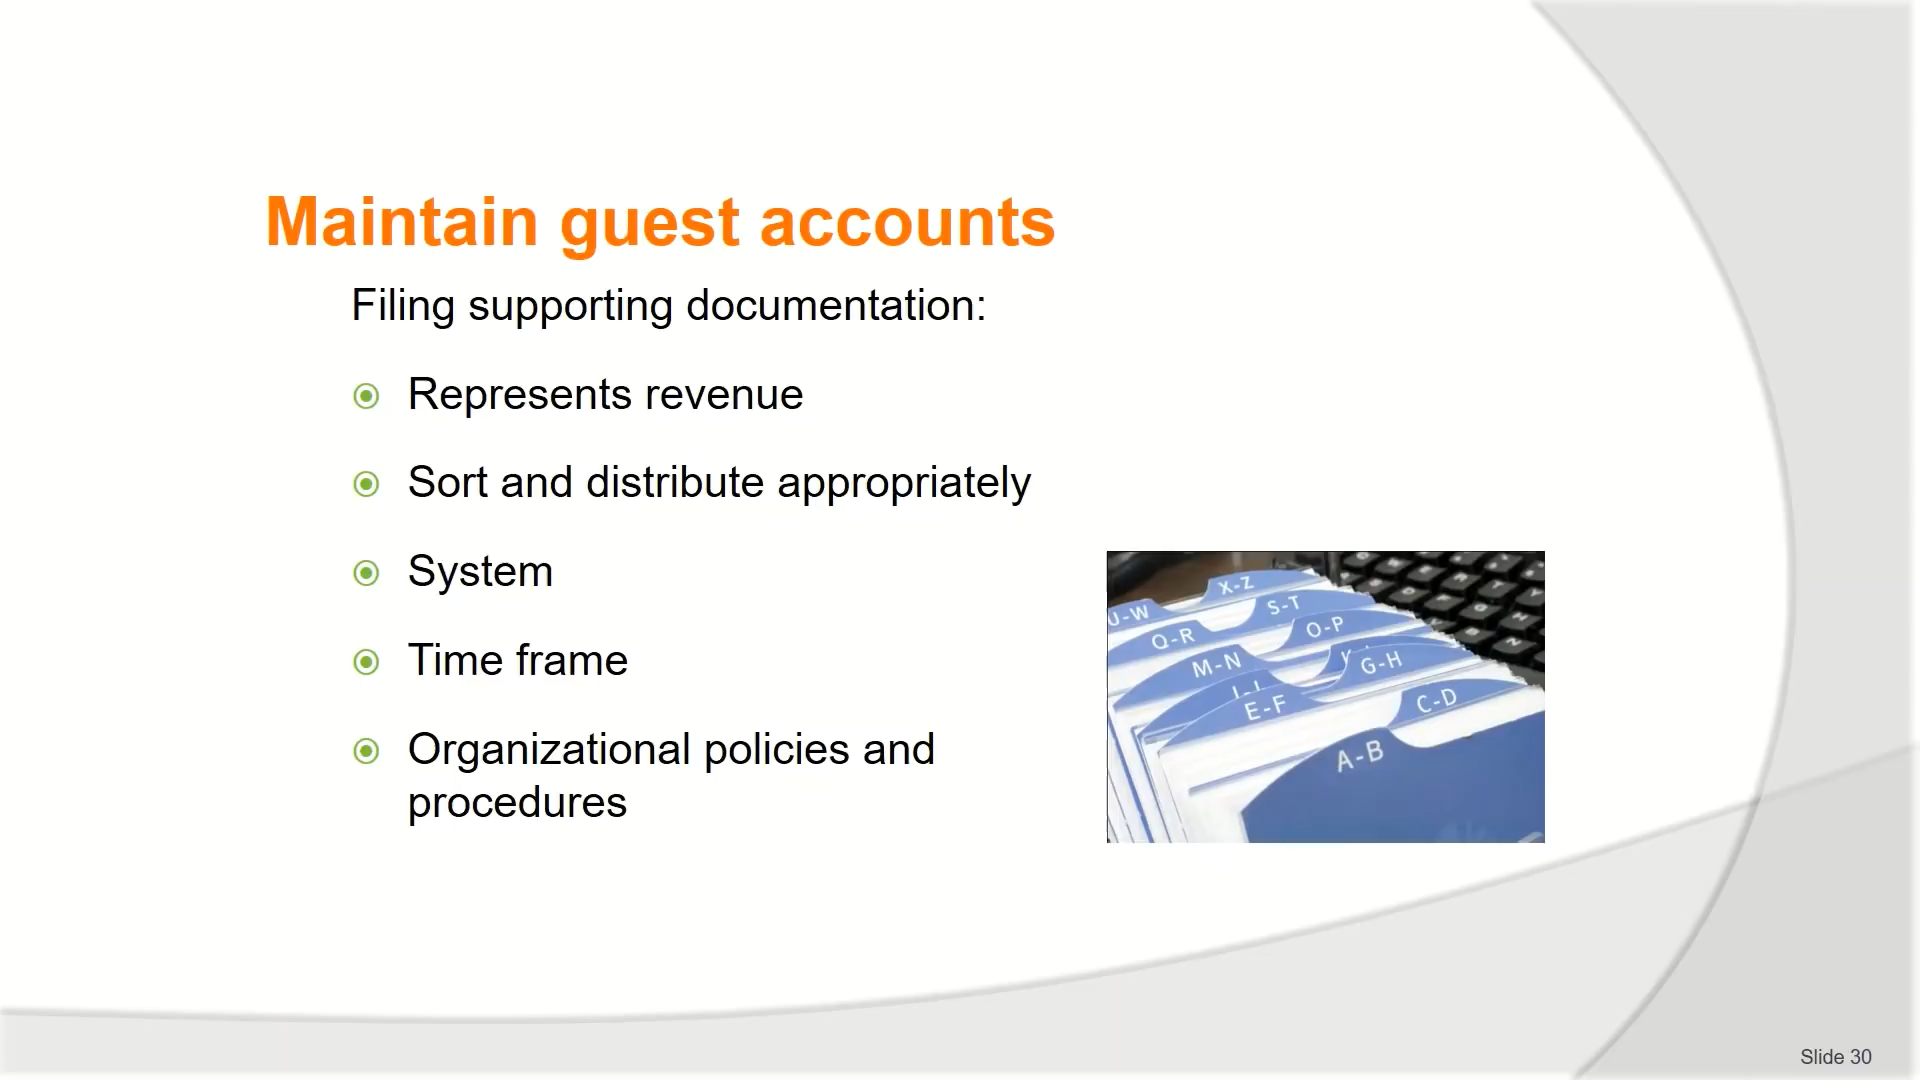 Maintain guest accounts
Filing supporting documentation:
Represents revenue
Sort and distribute appropriately
System
Time frame
Organizational policies and
procedures
X-Z
U-W
S-T
Q-R
O-P
M-N
G-H
E-F
C-D
A-B
Slide 30